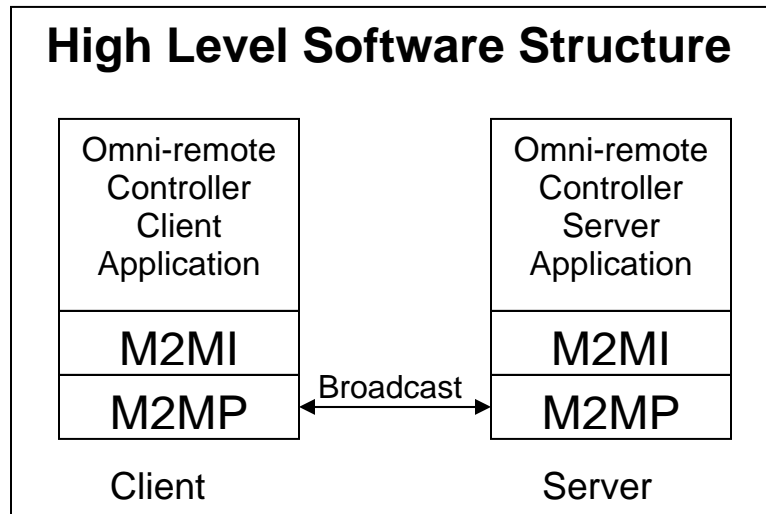 High Level Software Structure
Omni-remote
Controller
Client
Application
M2MI
M2MP
Broadcast
Omni-remote
Controller
Server
Application
M2MI
M2MP
Client
Server